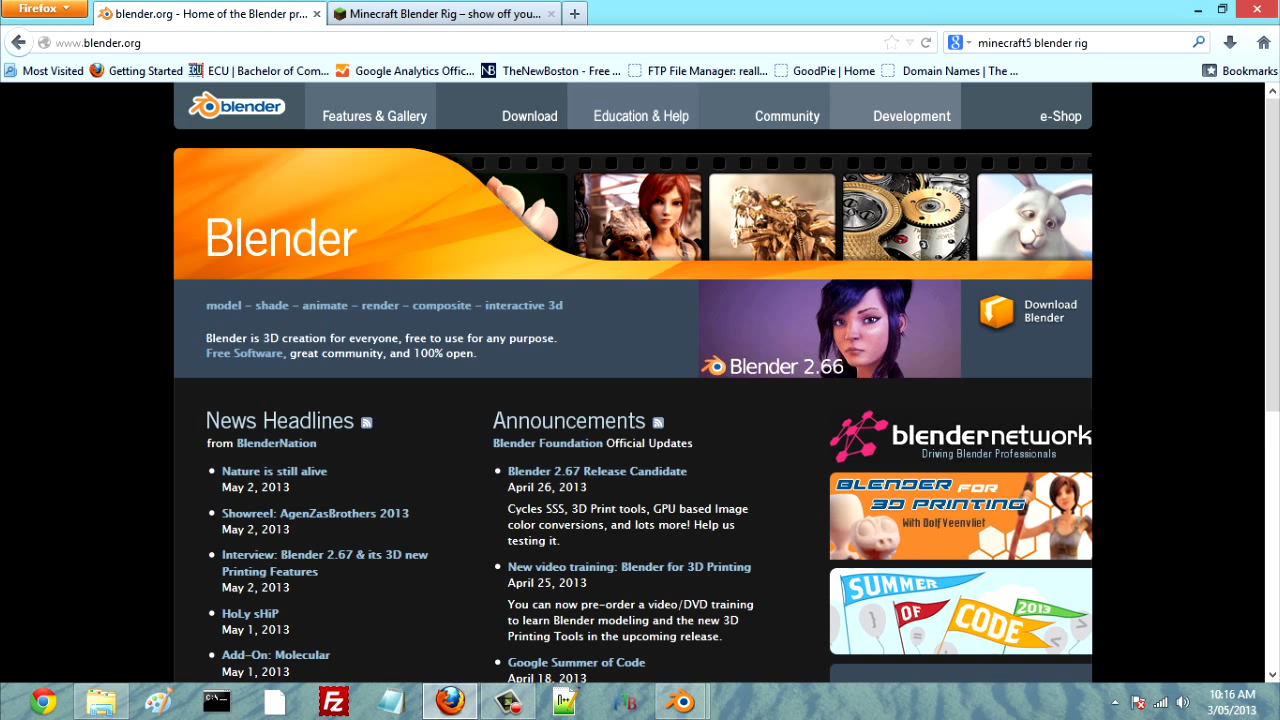 Firefox
blender.org - Home of the Blender pr...
Minecraft Blender Rig – show off you...
www.blender.org
minecraft5 blender rig
Most Visited
Getting Started
ECU | Bachelor of Com...
Google Analytics Offic...
TheNewBoston - Free ...
FTP File Manager: reall...
GoodPie | Home
Domain Names | The ...
Bookmarks
blender
Features & Gallery
Download
Education & Help
Community
Development
e-Shop
Blender
model – shade – animate – render – composite – interactive 3d
Blender is 3D creation for everyone, free to use for any purpose.
Free Software, great community, and 100% open.
Blender 2.66
Download
Blender
News Headlines
from BlenderNation
Nature is still alive
May 2, 2013
Showreel: AgenZasBrothers 2013
May 2, 2013
Interview: Blender 2.67 & its 3D new
Printing Features
May 2, 2013
HoLy sHiP
May 1, 2013
Add-On: Molecular
May 1, 2013
Announcements
Blender Foundation Official Updates
Blender 2.67 Release Candidate
April 26, 2013
Cycles SSS, 3D Print tools, GPU based Image
color conversions, and lots more! Help us
testing it.
New video training: Blender for 3D Printing
April 25, 2013
You can now pre-order a video/DVD training
to learn Blender modeling and the new 3D
Printing Tools in the upcoming release.
Google Summer of Code
April 18, 2013
blendernetwork
Driving Blender Professionals
BLENDER FOR
3D PRINTING
With Dolf Veenvliet
SUMMER
OF
CODE
2013
10:16 AM
3/05/2013